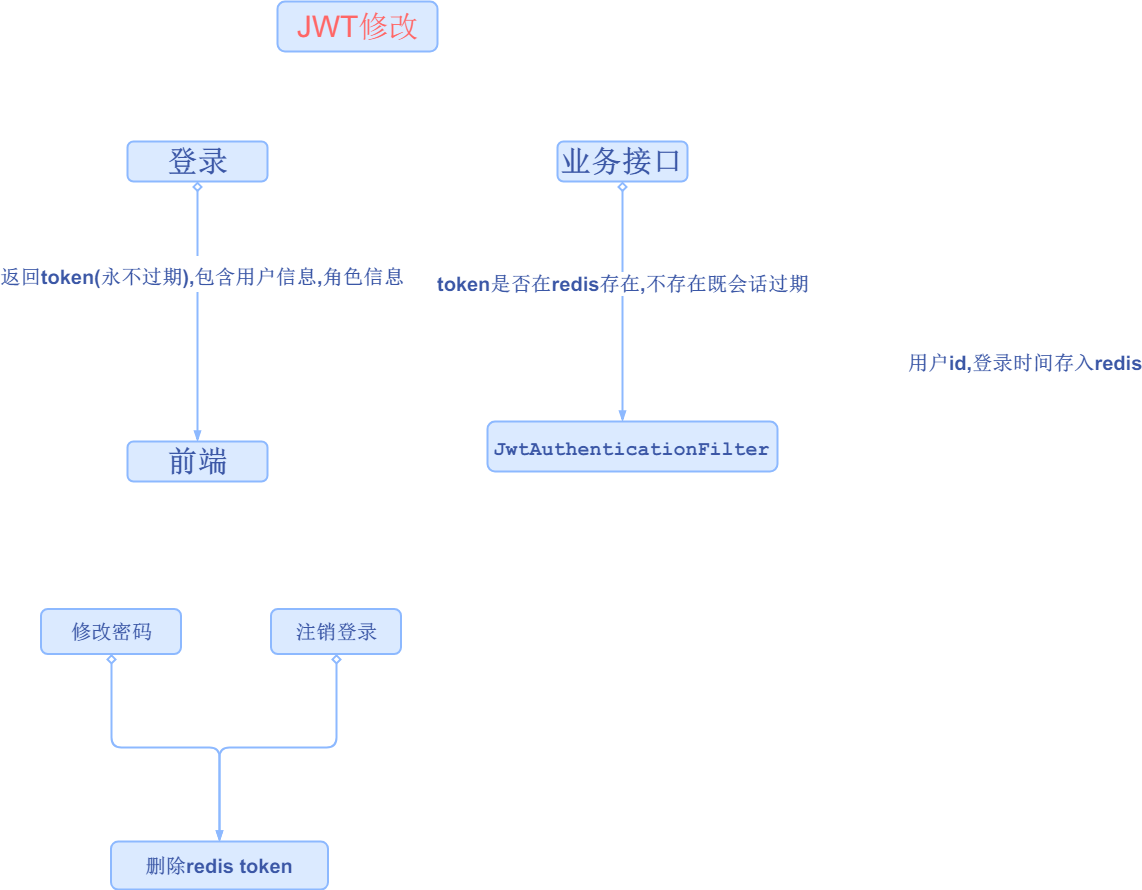 JWT修改
登录
业务接口
返回token(永不过期),包含用户信息,角色信息
token是否在redis存在,不存在既会话过期
用户id,登录时间存入redis
前端
JwtAuthenticationFilter
修改密码
注销登录
删除redis token